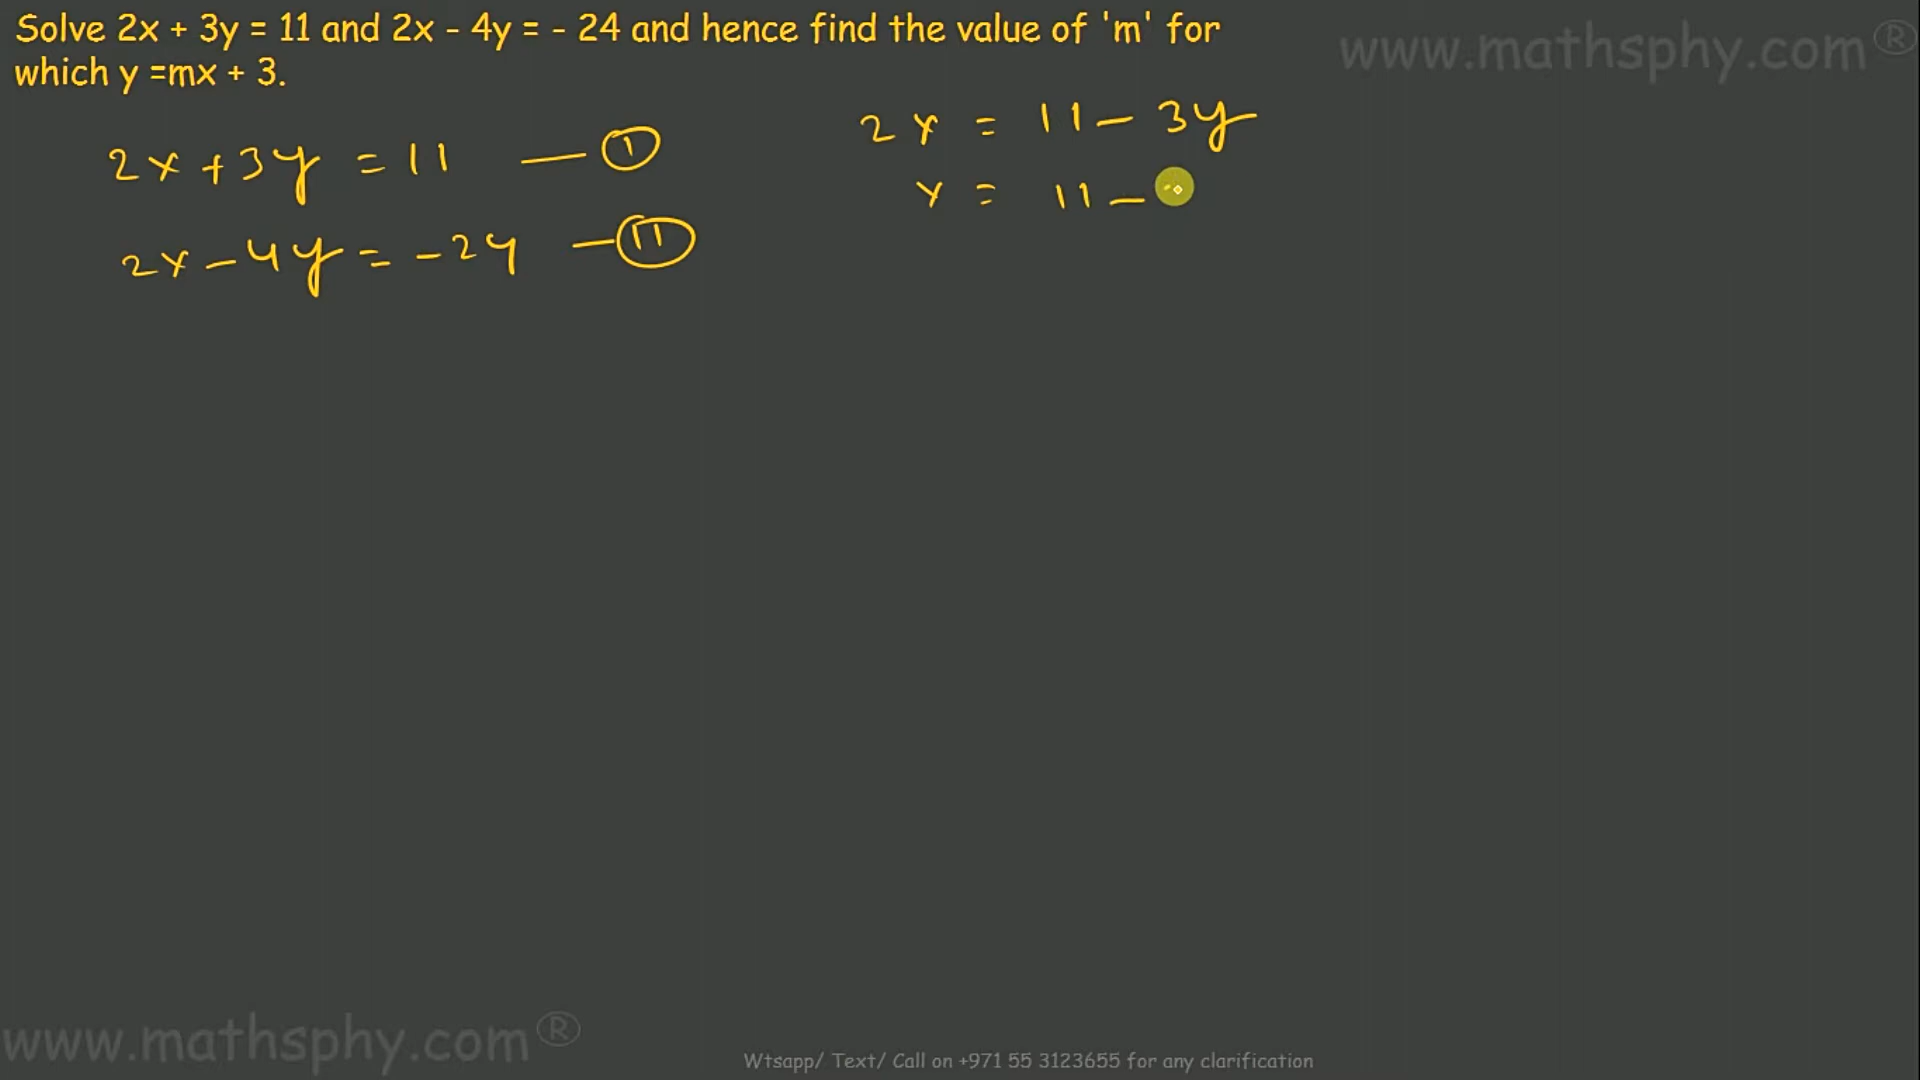 Solve 2x + 3y = 11 and 2x - 4y = - 24 and hence find the value of 'm' for
which y =mx + 3.
www.mathsphy.com®
2x + 3y = 11 — ①
2x - 4y = - 24 — ⑪
2x = 11 - 3y
x = 11 -
www.mathsphy.com®
Wtsapp/ Text/ Call on +971 55 3123655 for any clarification